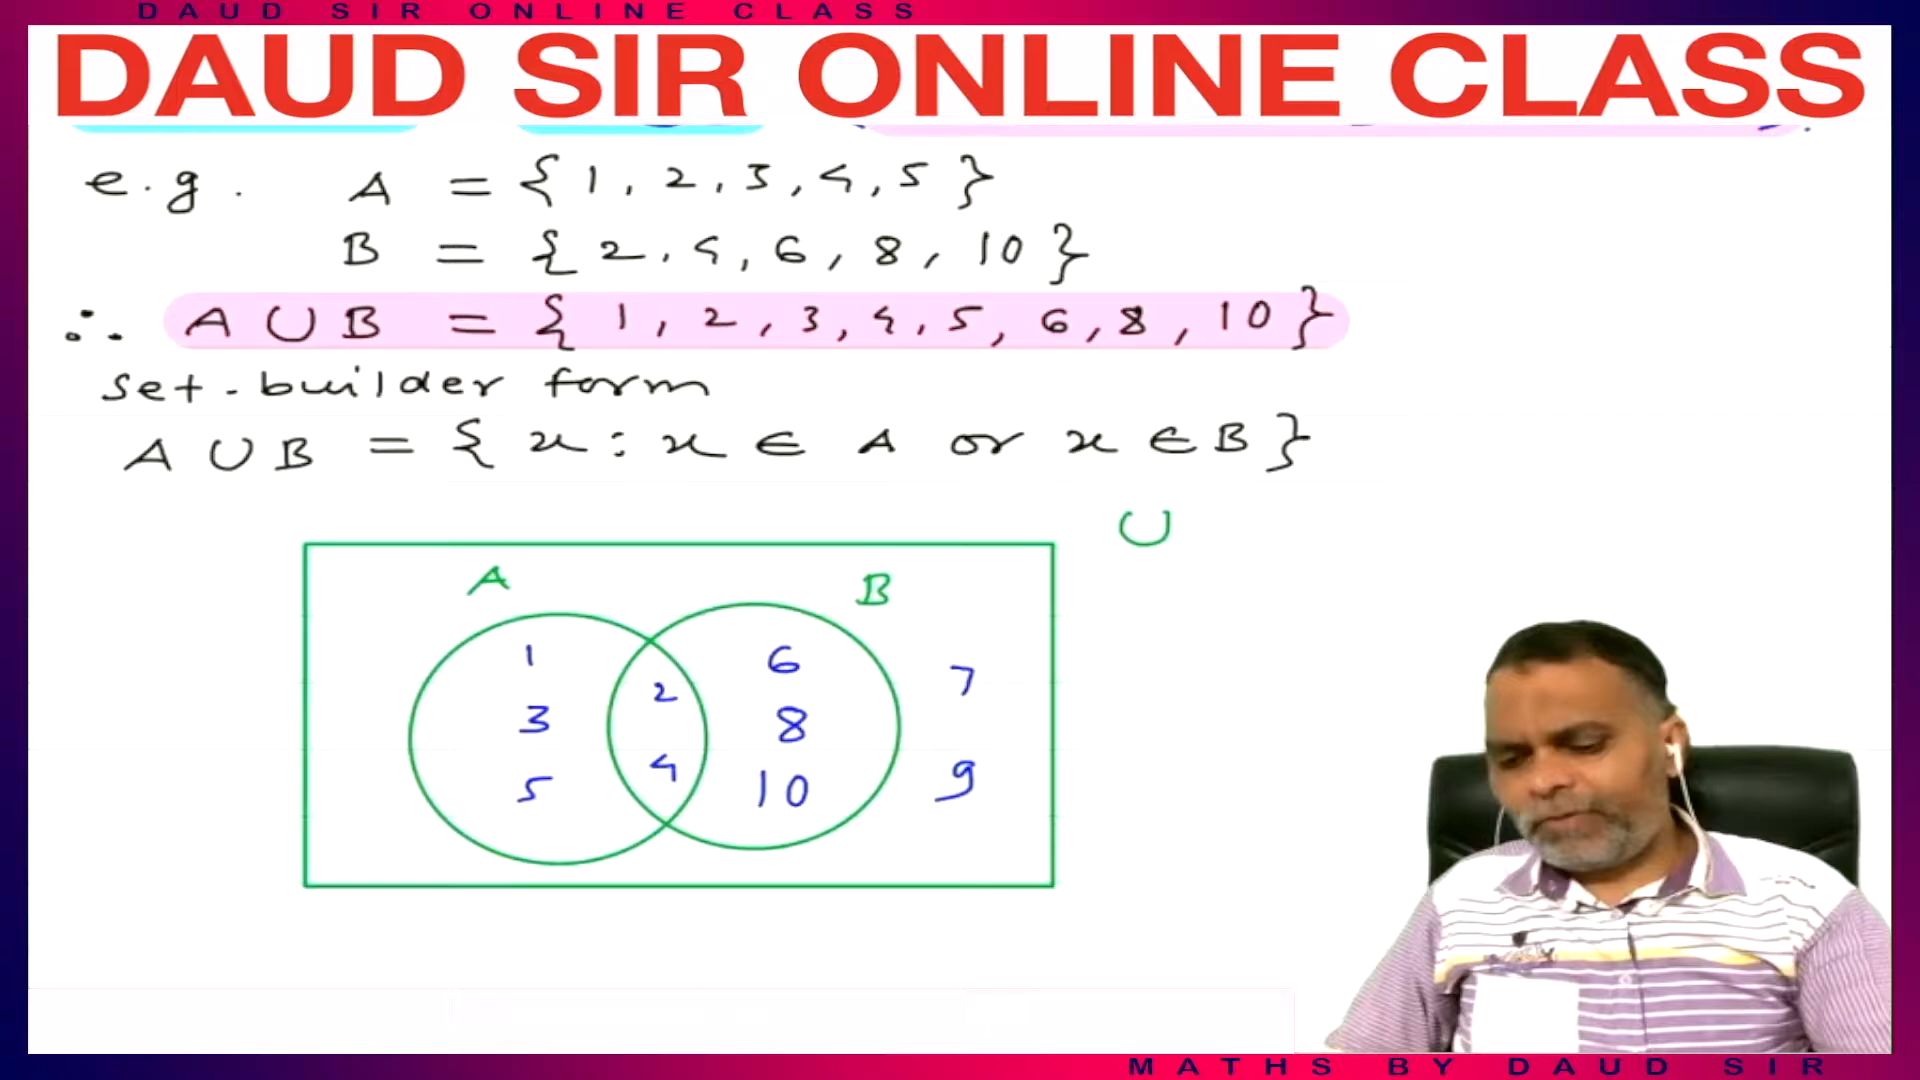 DAUD SIR ONLINE CLASS
DAUD SIR ONLINE CLASS
e.g. A = {1, 2, 3, 4, 5}
B = {2, 4, 6, 8, 10}
∴ A ∪ B = {1, 2, 3, 4, 5, 6, 8, 10}
set-builder form
A ∪ B = {x : x ∈ A or x ∈ B}
U
A B
1 2 6 7
3 8
5 4 10 9
MATHS BY DAUD SIR